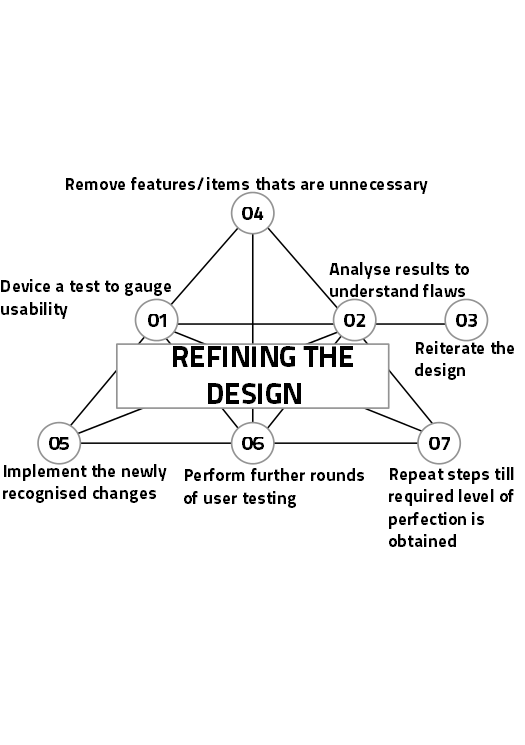 Remove features/items thats are unnecessary
04
Device a test to gauge
usability
01
Analyse results to
understand flaws
02
03
Reiterate the
design
REFINING THE
DESIGN
05
Implement the newly
recognised changes
06
Perform further rounds
of user testing
07
Repeat steps till
required level of
perfection is
obtained